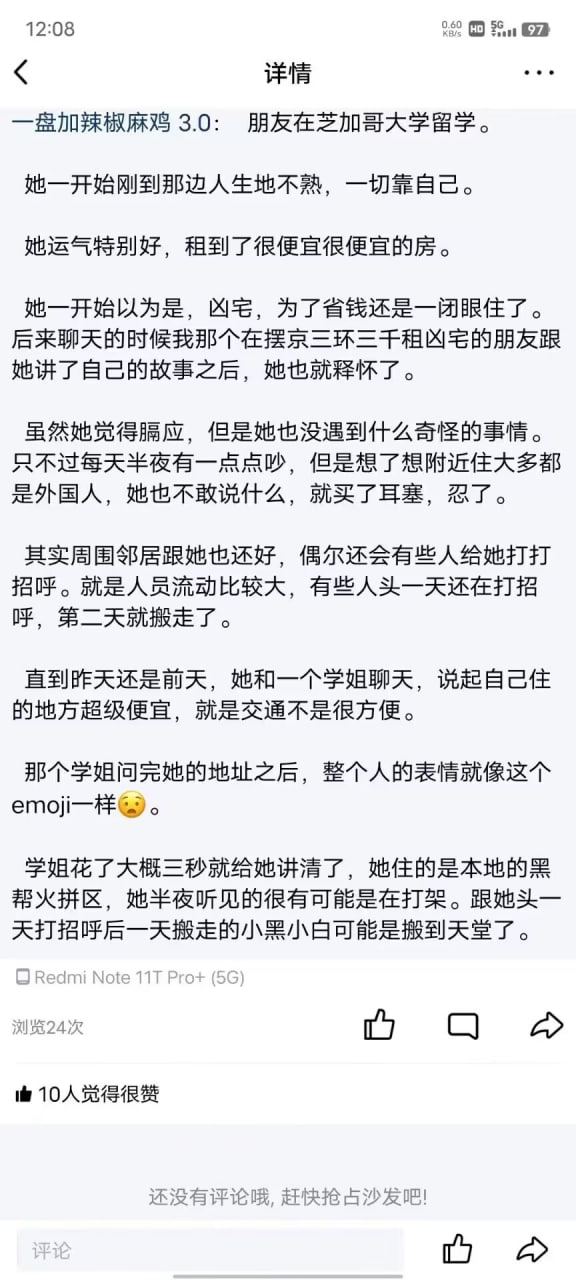 12:08
0.60 KB/s HD 5G 97
详情
一盘加辣椒麻鸡 3.0： 朋友在芝加哥大学留学。
她一开始刚到那边人生地不熟，一切靠自己。
她运气特别好，租到了很便宜很便宜的房。
她一开始以为是，凶宅，为了省钱还是一闭眼住了。
后来聊天的时候我那个在摆京三环三千租凶宅的朋友跟
她讲了自己的故事之后，她也就释怀了。
虽然她觉得膈应，但是她也没遇到什么奇怪的事情。
只不过每天半夜有一点点吵，但是想了想附近住大多都
是外国人，她也不敢说什么，就买了耳塞，忍了。
其实周围邻居跟她也还好，偶尔还会有些人给她打打
招呼。就是人员流动比较大，有些人头一天还在打招
呼，第二天就搬走了。
直到昨天还是前天，她和一个学姐聊天，说起自己住
的地方超级便宜，就是交通不是很方便。
那个学姐问完她的地址之后，整个人的表情就像这个
emoji一样😧。
学姐花了大概三秒就给她讲清了，她住的是本地的黑
帮火拼区，她半夜听见的很有可能是在打架。跟她头一
天打招呼后一天搬走的小黑小白可能是搬到天堂了。
Redmi Note 11T Pro+ (5G)
浏览24次
10人觉得很赞
还没有评论哦, 赶快抢占沙发吧!
评论